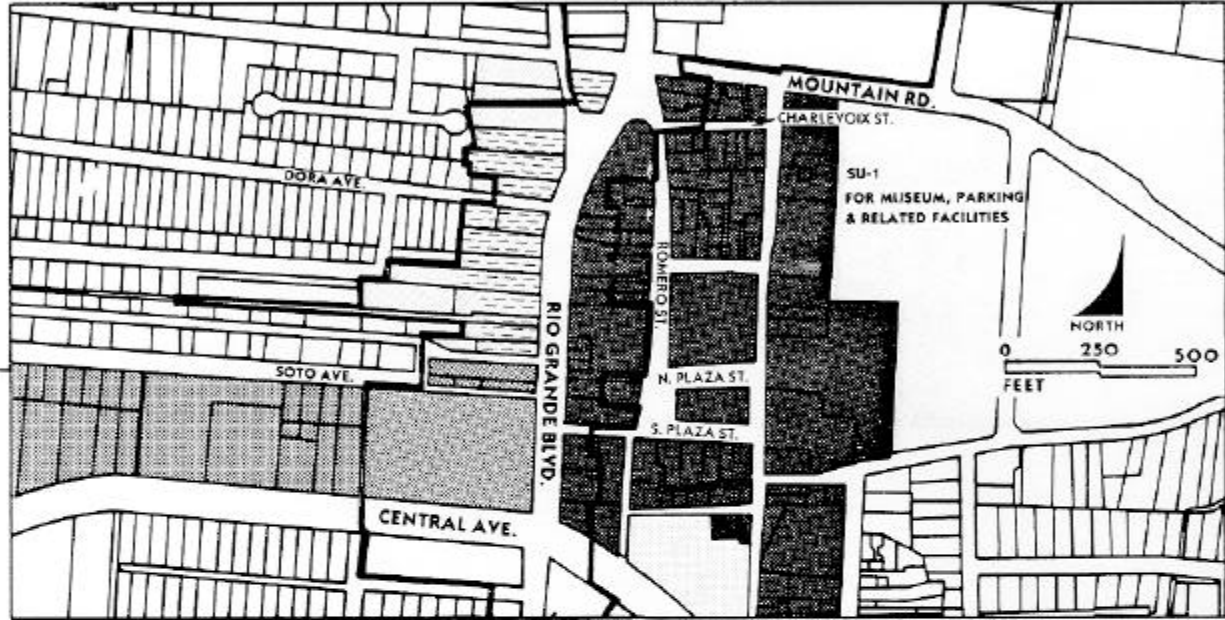 MOUNTAIN RD.
CHARLEVOIX ST.
SU-1
FOR MUSEUM, PARKING
& RELATED FACILITIES
DORA AVE.
ROMERO ST.
RIO GRANDE BLVD.
NORTH
0 250 500
FEET
SOTO AVE.
N. PLAZA ST.
S. PLAZA ST.
CENTRAL AVE.